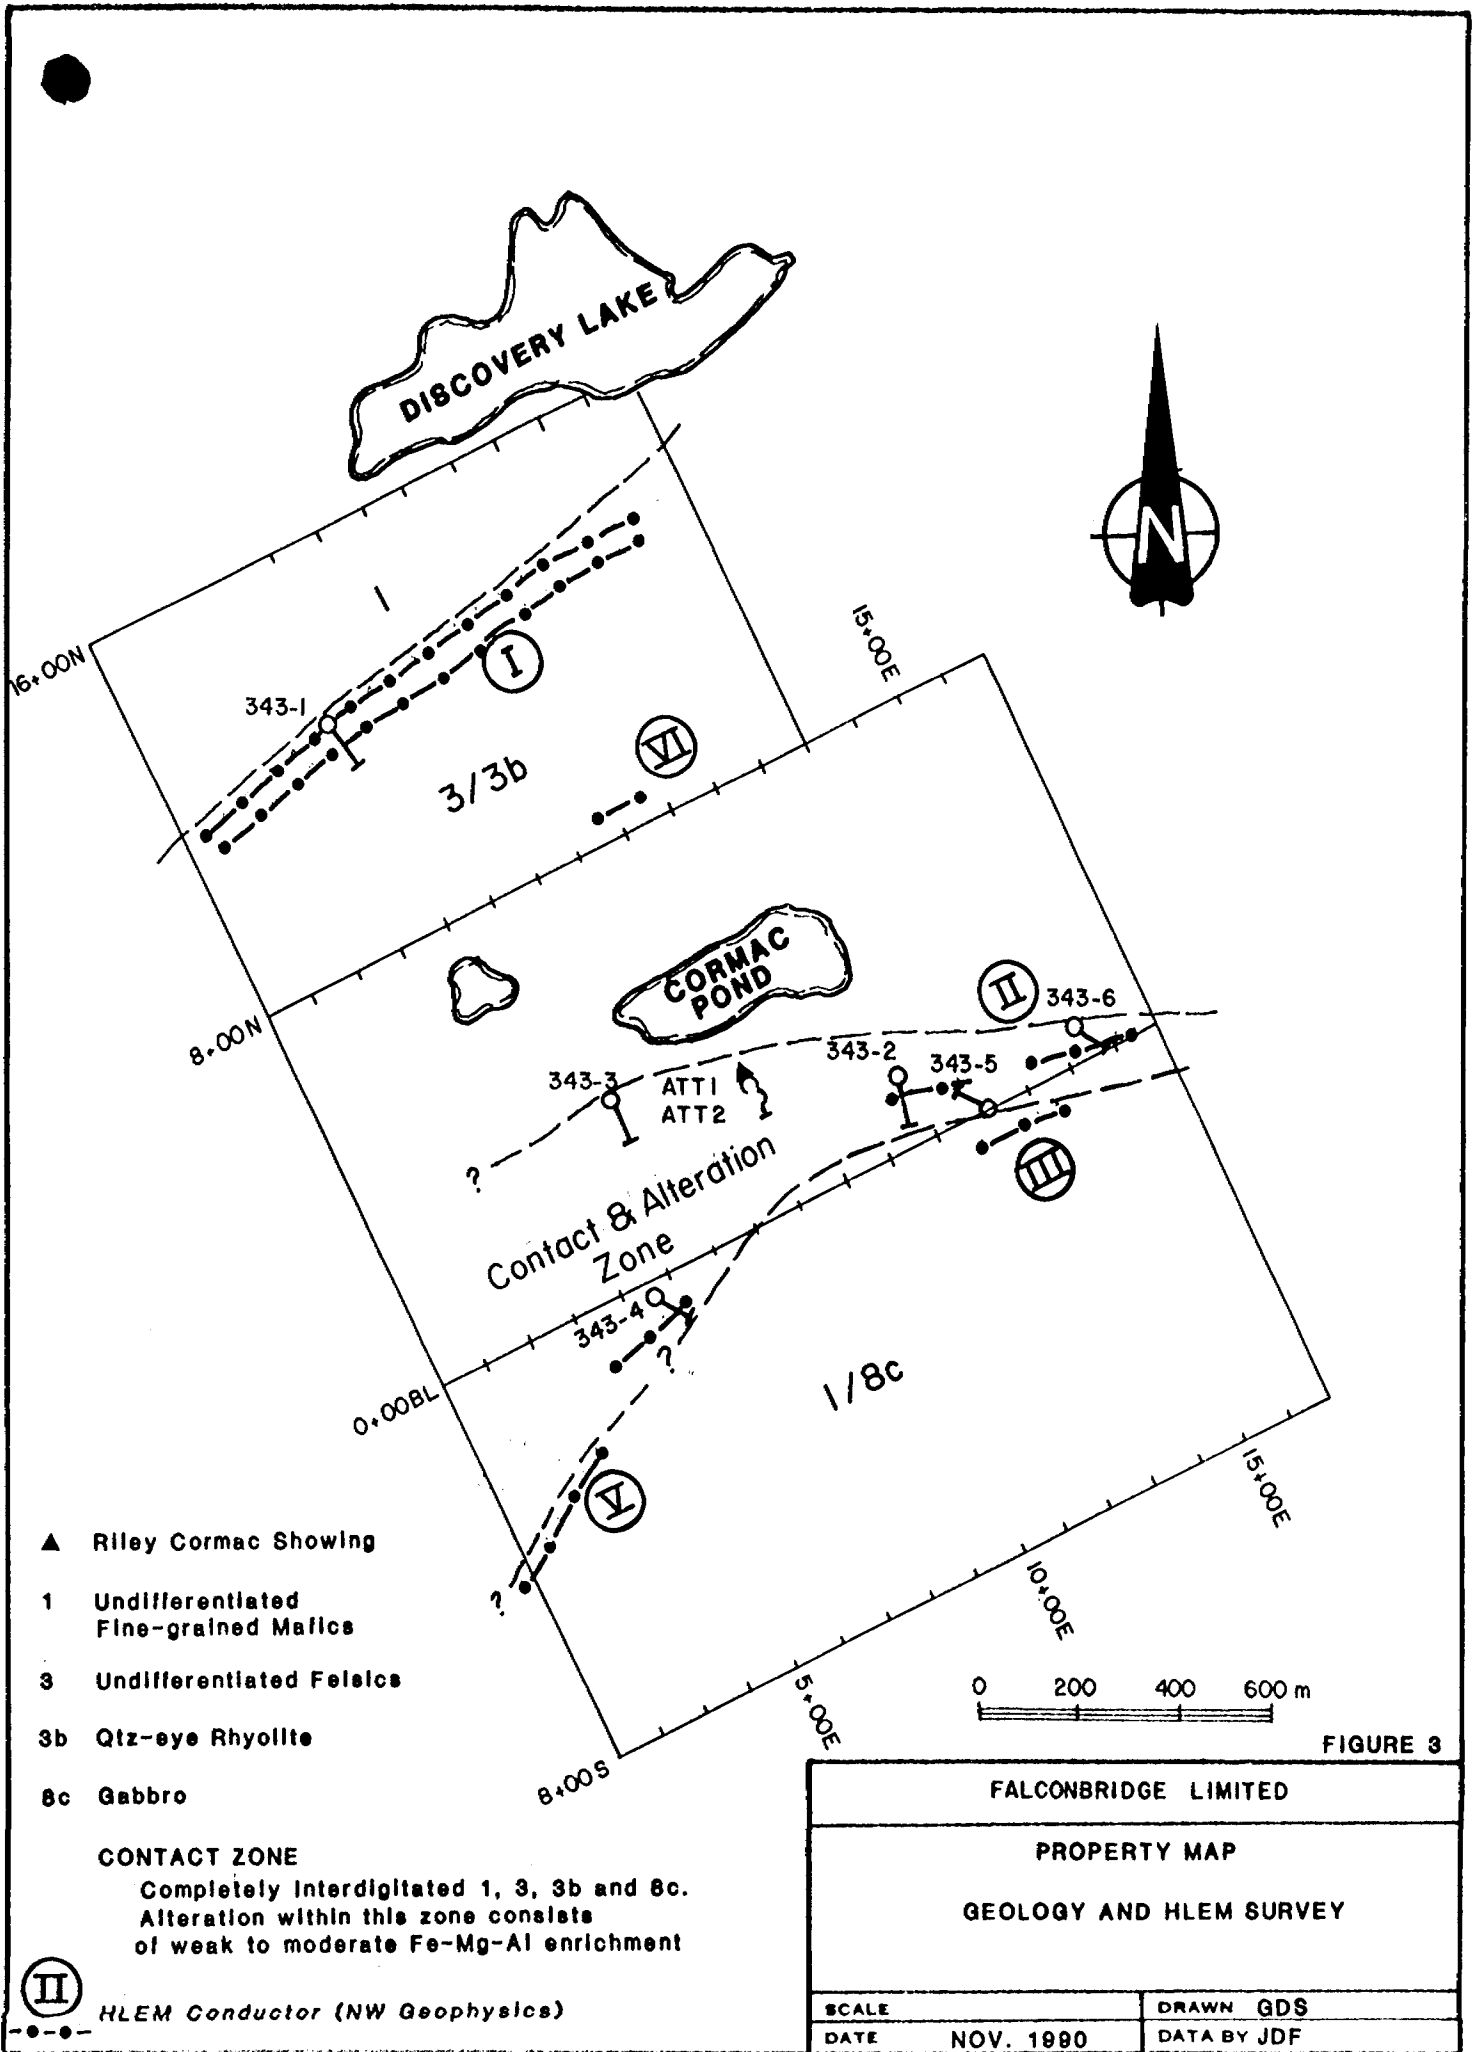 DISCOVERY LAKE
N
15+00E
16+00N
1
I
343-1
VI
3/3b
CORMAC
POND
8+00N
II
343-6
343-2
343-5
343-3
ATT1
ATT2
?
III
Contact & Alteration
Zone
343-4
?
0+00BL
1/8c
V
?
15+00E
10+00E
5+00E
8+00S
▲ Riley Cormac Showing
1 Undifferentiated
Fine-grained Mafics
3 Undifferentiated Felsics
3b Qtz-eye Rhyolite
8c Gabbro
CONTACT ZONE
Completely interdigitated 1, 3, 3b and 8c.
Alteration within this zone consists
of weak to moderate Fe-Mg-Al enrichment
II
HLEM Conductor (NW Geophysics)
0 200 400 600 m
FIGURE 3
FALCONBRIDGE LIMITED
PROPERTY MAP
GEOLOGY AND HLEM SURVEY
SCALE
DRAWN GDS
DATE NOV. 1990
DATA BY JDF